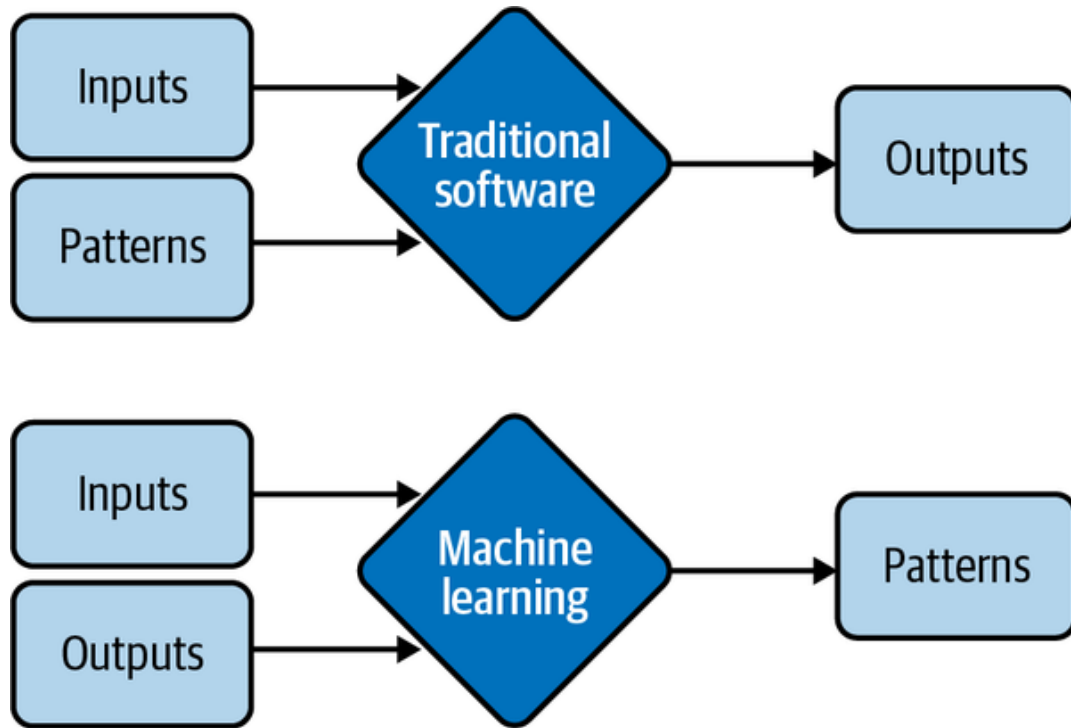 Inputs
Patterns
Traditional
software
Outputs
Inputs
Outputs
Machine
learning
Patterns